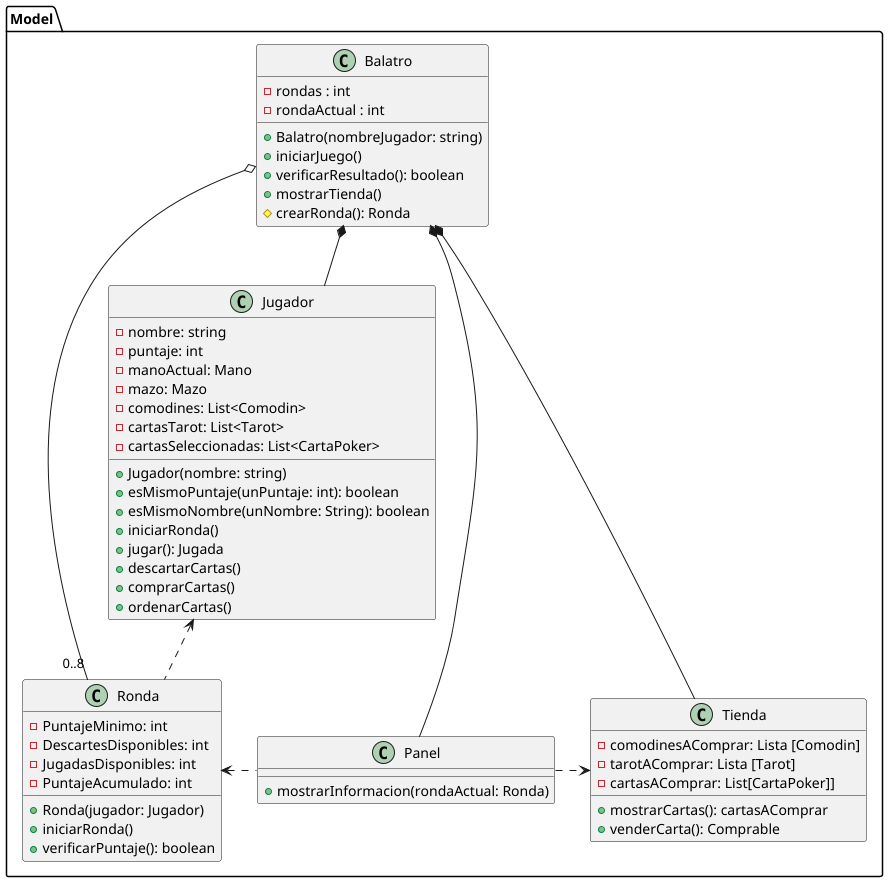 Model
C Balatro
rondas : int
rondaActual : int
Balatro(nombreJugador: string)
iniciarJuego()
verificarResultado(): boolean
mostrarTienda()
crearRonda(): Ronda
C Jugador
nombre: string
puntaje: int
manoActual: Mano
mazo: Mazo
comodines: List<Comodin>
cartasTarot: List<Tarot>
cartasSeleccionadas: List<CartaPoker>
Jugador(nombre: string)
esMismoPuntaje(unPuntaje: int): boolean
esMismoNombre(unNombre: String): boolean
iniciarRonda()
jugar(): Jugada
descartarCartas()
comprarCartas()
ordenarCartas()
0..8
C Ronda
PuntajeMinimo: int
DescartesDisponibles: int
JugadasDisponibles: int
PuntajeAcumulado: int
Ronda(jugador: Jugador)
iniciarRonda()
verificarPuntaje(): boolean
C Panel
mostrarInformacion(rondaActual: Ronda)
C Tienda
comodinesAComprar: Lista [Comodin]
tarotAComprar: Lista [Tarot]
cartasAComprar: List[CartaPoker]]
mostrarCartas(): cartasAComprar
venderCarta(): Comprable